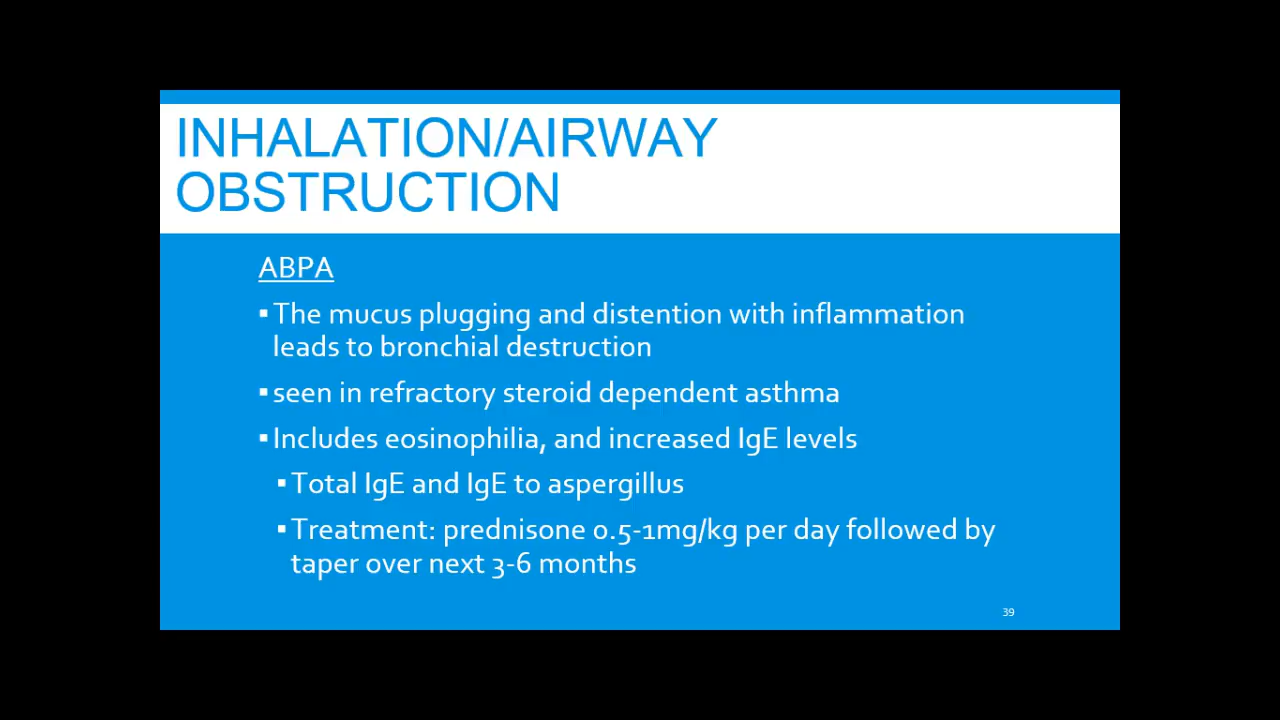 INHALATION/AIRWAY
OBSTRUCTION
ABPA
▪The mucus plugging and distention with inflammation
leads to bronchial destruction
▪seen in refractory steroid dependent asthma
▪Includes eosinophilia, and increased IgE levels
▪Total IgE and IgE to aspergillus
▪Treatment: prednisone 0.5-1mg/kg per day followed by
taper over next 3-6 months
39